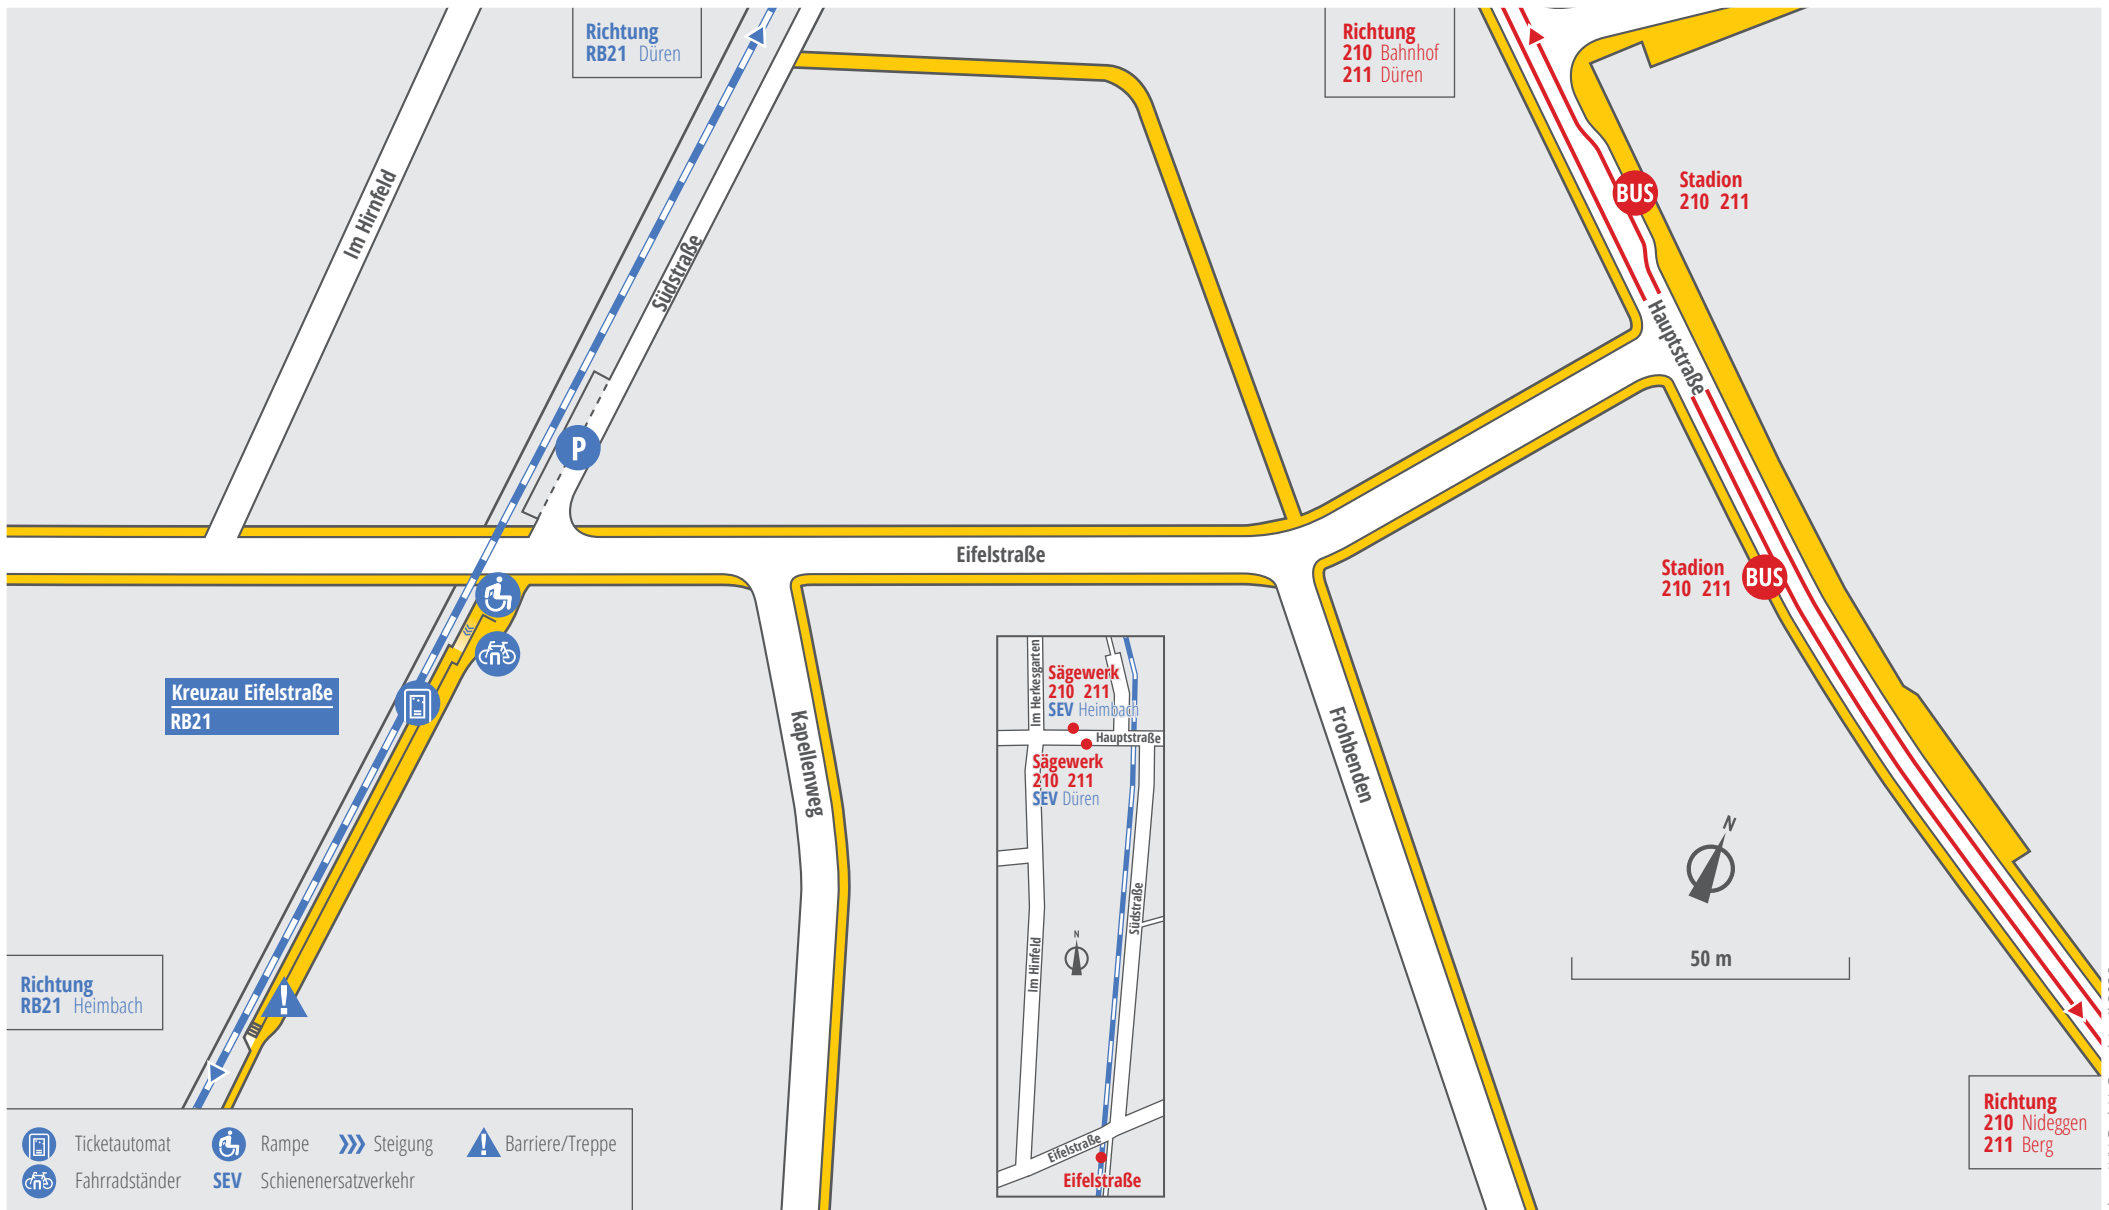 Richtung
RB21 Düren
Richtung
210 Bahnhof
211 Düren
Im Hirnfeld
Südstraße
BUS
Stadion
210 211
Hauptstraße
P
Eifelstraße
Stadion
210 211
BUS
Kreuzau Eifelstraße
RB21
Kapellenweg
Frohbenden
Im Herkesgarten
Sägewerk
210 211
SEV Heimbach
Hauptstraße
Sägewerk
210 211
SEV Düren
Südstraße
Im Hinfeld
N
Eifelstraße
Eifelstraße
N
50 m
Richtung
RB21 Heimbach
Richtung
210 Nideggen
211 Berg
Ticketautomat
Rampe
Steigung
Barriere/Treppe
Fahrradständer
SEV Schienenersatzverkehr